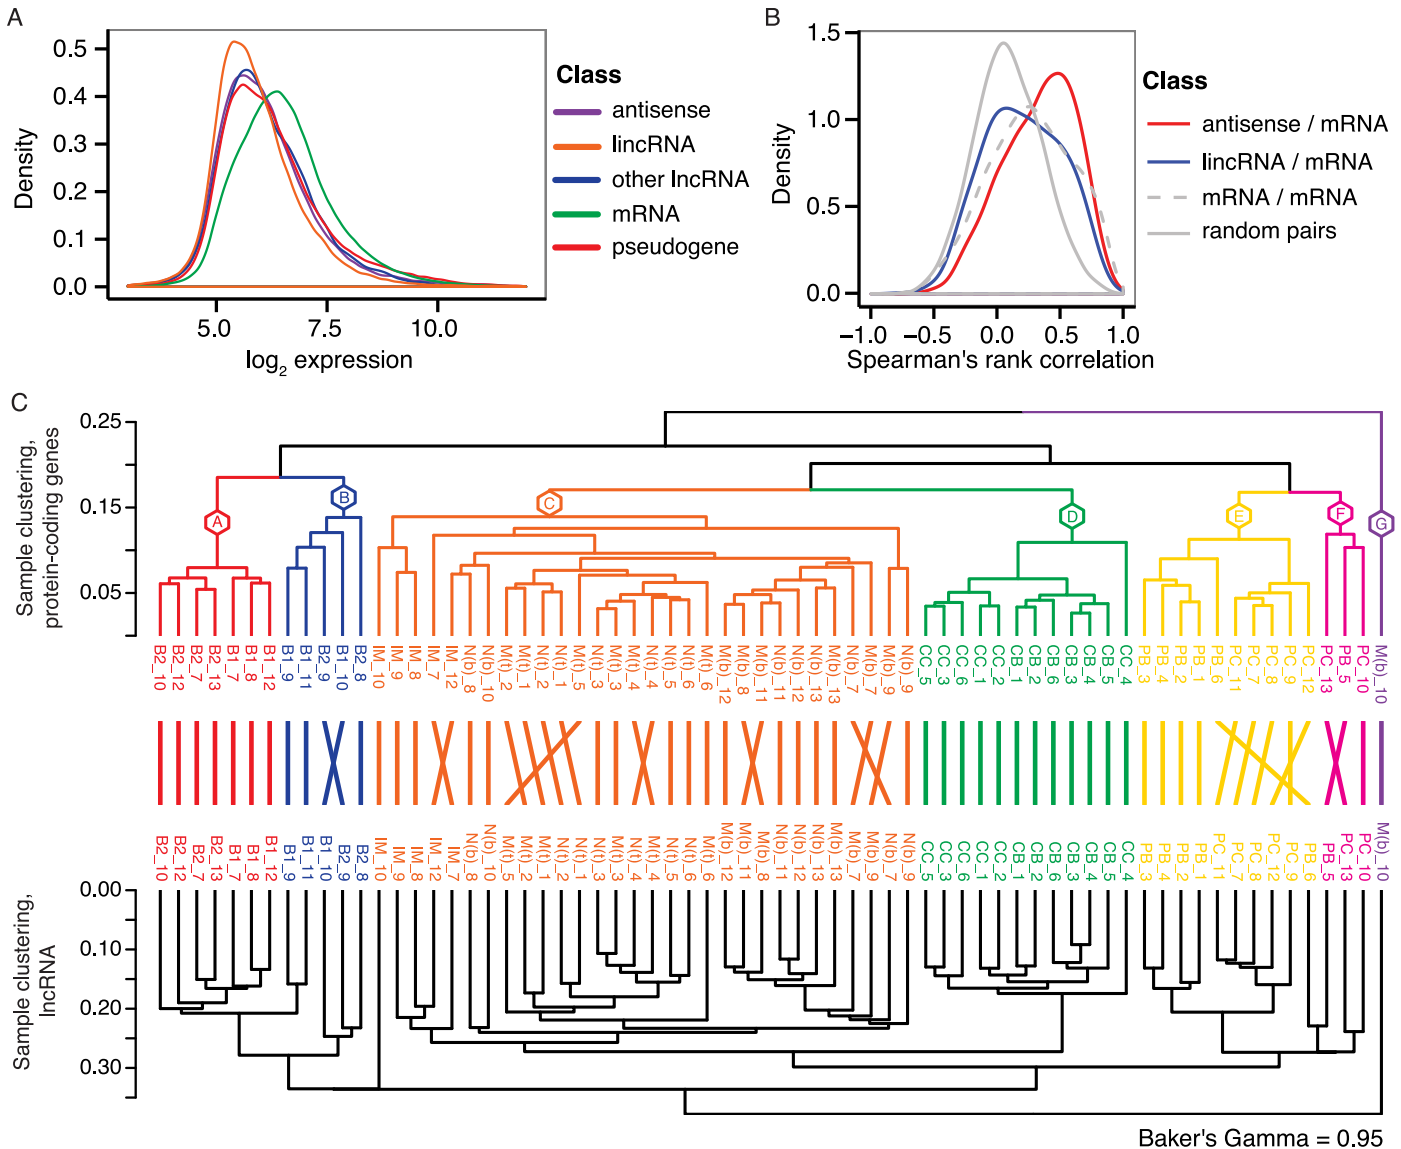 A
0.5
0.4
0.3
0.2
0.1
0.0
Density
5.0 7.5 10.0
log2 expression
Class
antisense
lincRNA
other lncRNA
mRNA
pseudogene
B
1.5
1.0
0.5
0.0
Density
−1.0 −0.5 0.0 0.5 1.0
Spearman's rank correlation
Class
antisense / mRNA
lincRNA / mRNA
mRNA / mRNA
random pairs
C
Sample clustering,
protein-coding genes
0.25
0.15
0.05
A B C D E F G
B2_10 B2_12 B2_7 B2_13 B1_7 B1_8 B1_12 B1_9 B1_11 B2_9 B1_10 B2_8 IM_10 IM_9 IM_8 IM_7 IM_12 N(b)_8 N(b)_10 M(t)_2 N(t)_2 N(t)_1 M(t)_1 M(t)_5 N(t)_3 M(t)_3 M(t)_4 N(t)_4 N(t)_5 N(t)_6 M(t)_6 M(b)_12 M(b)_8 M(b)_11 N(b)_11 N(b)_12 N(b)_13 M(b)_13 N(b)_7 M(b)_7 M(b)_9 N(b)_9 CC_5 CC_3 CC_6 CC_1 CC_2 CB_1 CB_2 CB_6 CB_3 CB_4 CB_5 CC_4 PB_3 PB_4 PB_2 PB_1 PB_6 PC_11 PC_7 PC_8 PC_9 PC_12 PC_13 PB_5 PC_10 M(b)_10
B2_10 B2_12 B2_7 B2_13 B1_7 B1_8 B1_12 B1_9 B1_11 B1_10 B2_9 B2_8 IM_10 IM_9 IM_8 IM_12 IM_7 N(b)_8 N(b)_10 M(t)_5 M(t)_2 M(t)_1 N(t)_2 N(t)_1 N(t)_3 M(t)_3 N(t)_4 M(t)_4 N(t)_5 N(t)_6 M(t)_6 M(b)_12 M(b)_11 M(b)_8 N(b)_11 N(b)_12 N(b)_13 M(b)_13 M(b)_7 M(b)_9 N(b)_7 N(b)_9 CC_5 CC_3 CC_6 CC_1 CC_2 CB_1 CB_2 CB_6 CB_3 CB_4 CB_5 CC_4 PB_3 PB_4 PB_2 PB_1 PC_11 PC_7 PC_8 PC_12 PC_9 PB_6 PB_5 PC_13 PC_10 M(b)_10
Sample clustering,
lncRNA
0.00
0.10
0.20
0.30
Baker's Gamma = 0.95